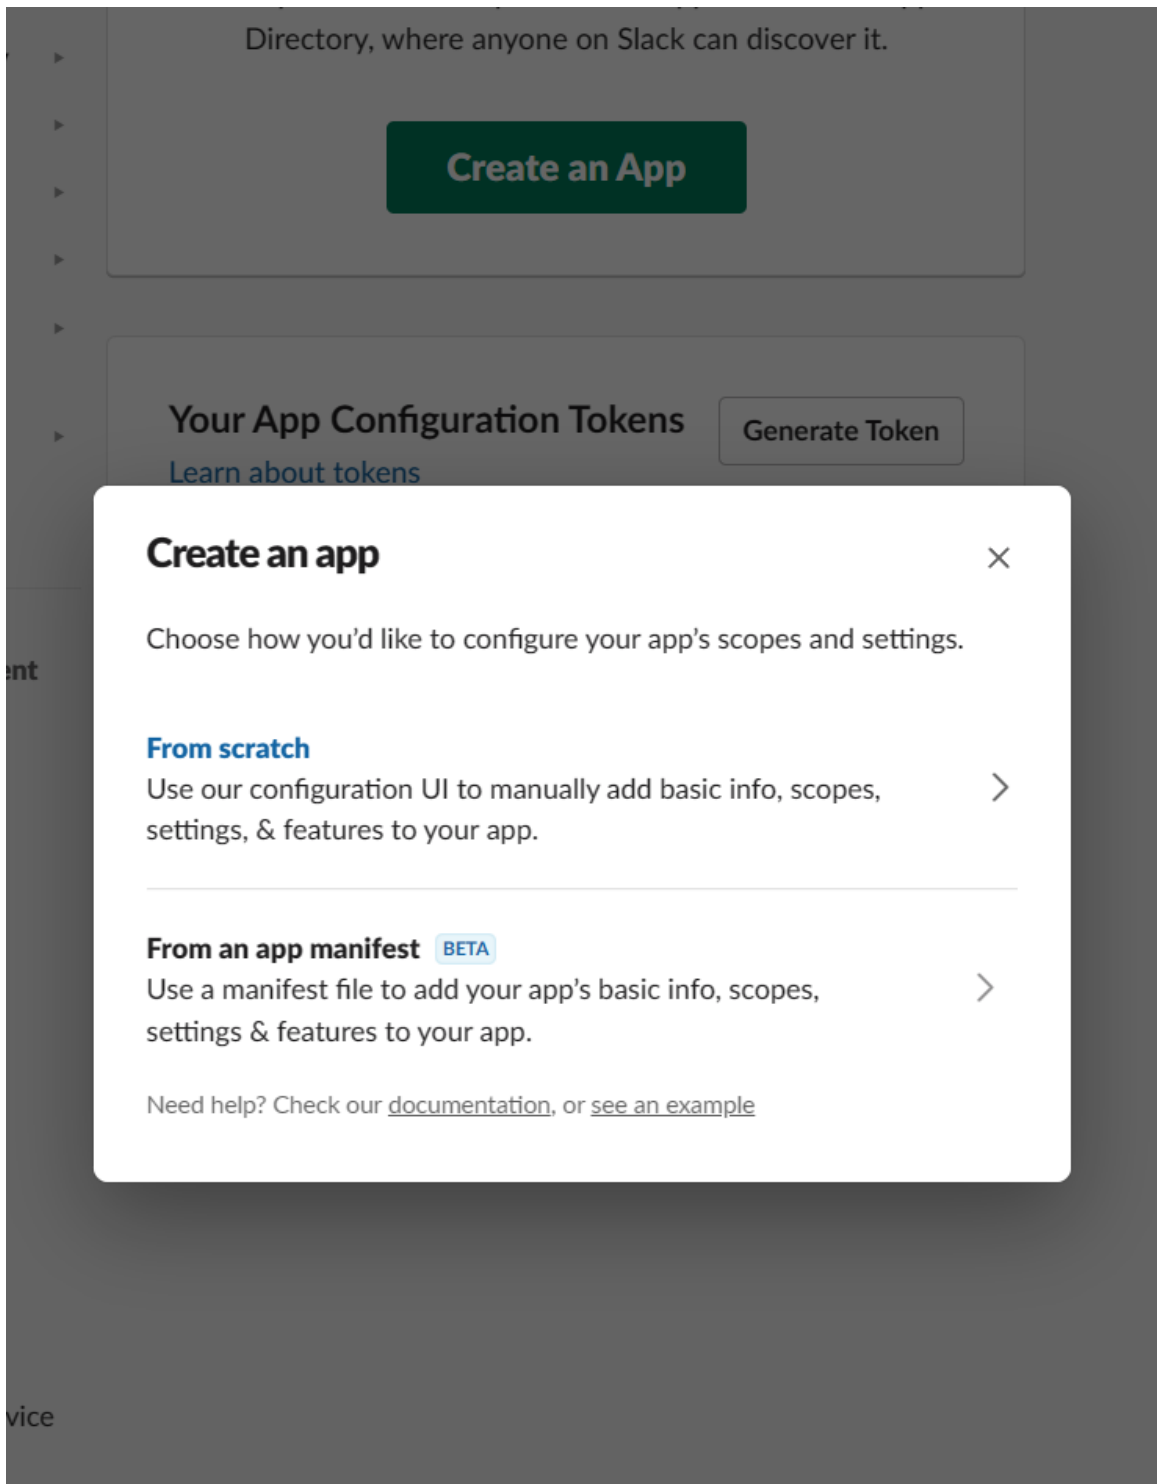 Directory, where anyone on Slack can discover it.
Create an App
Your App Configuration Tokens
Generate Token
Learn about tokens
Create an app
Choose how you’d like to configure your app’s scopes and settings.
From scratch
Use our configuration UI to manually add basic info, scopes,
settings, & features to your app.
From an app manifest BETA
Use a manifest file to add your app’s basic info, scopes,
settings & features to your app.
Need help? Check our documentation, or see an example
ent
vice